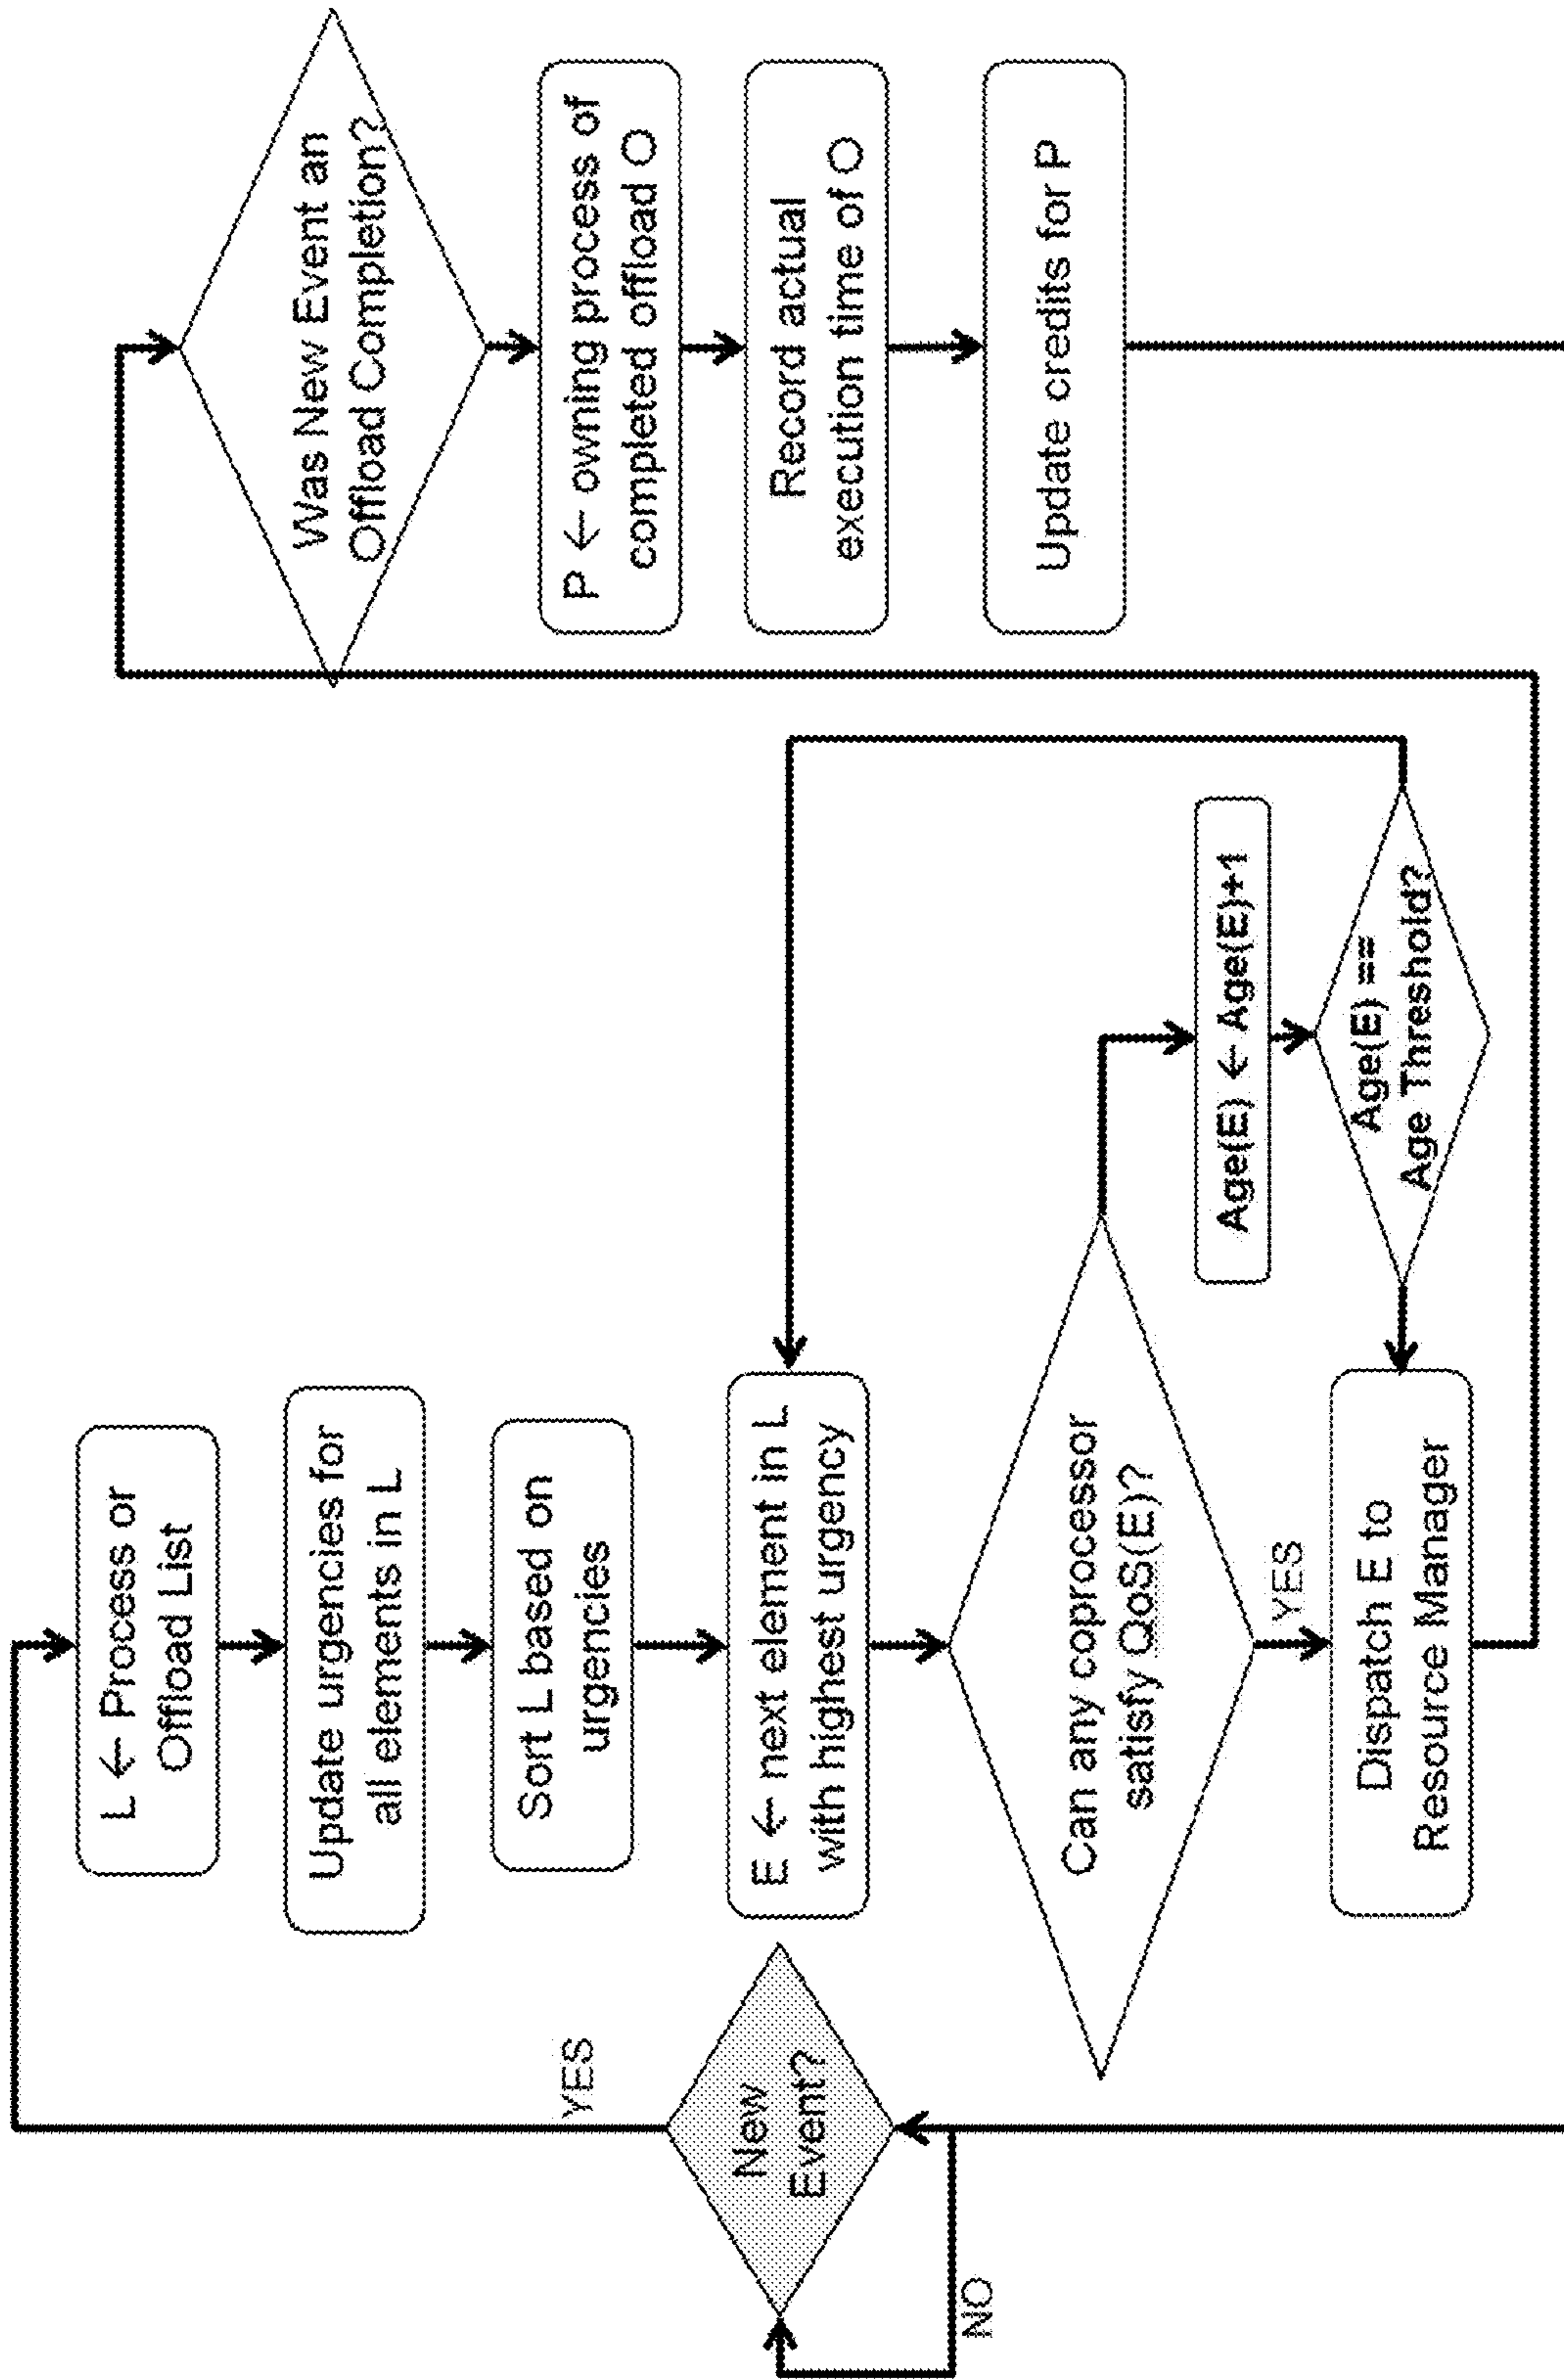 New
Event?
YES
NO
L ← Process or
Offload List
Update urgencies for
all elements in L
Sort L based on
urgencies
E ← next element in L
with highest urgency
Can any coprocessor
satisfy QoS(E)?
YES
Dispatch E to
Resource Manager
Age(E) ← Age(E)+1
Age(E) ==
Age Threshold?
Was New Event an
Offload Completion?
P ← owning process of
completed offload O
Record actual
execution time of O
Update credits for P